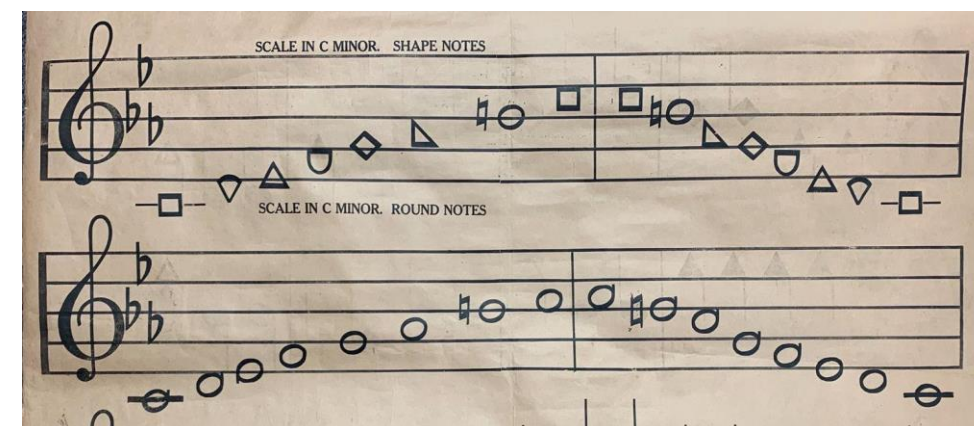 SCALE IN C MINOR. SHAPE NOTES
SCALE IN C MINOR. ROUND NOTES